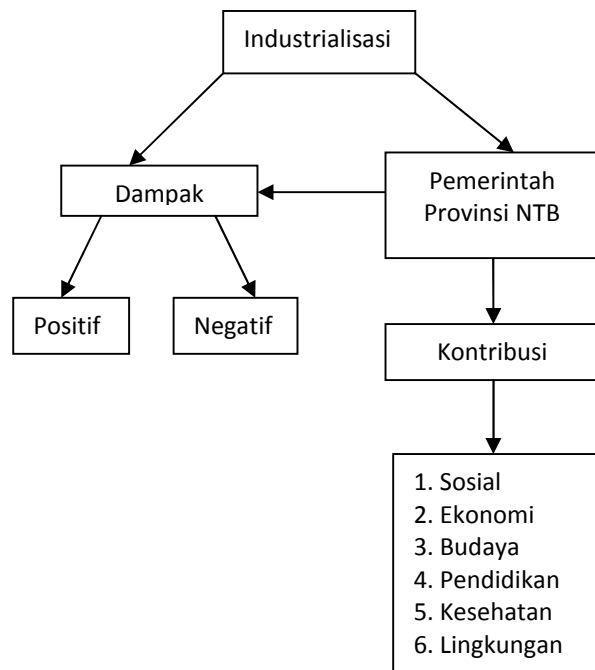 Industrialisasi
Dampak
Pemerintah
Provinsi NTB
Positif
Negatif
Kontribusi
1. Sosial
2. Ekonomi
3. Budaya
4. Pendidikan
5. Kesehatan
6. Lingkungan